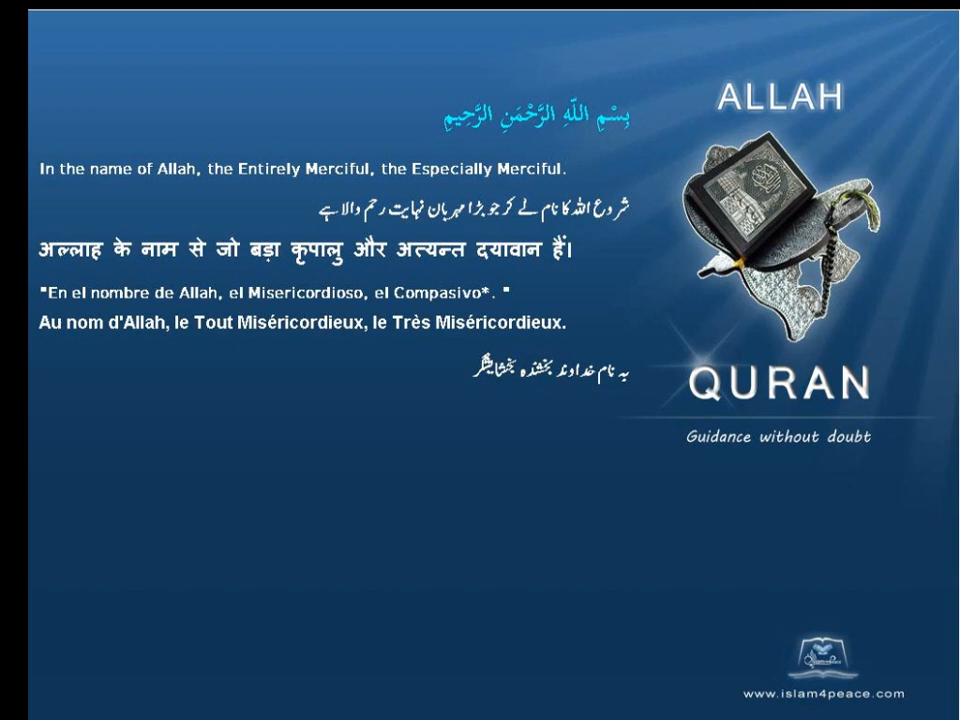 بِسْمِ اللّهِ الرَّحْمَنِ الرَّحِيمِ
In the name of Allah, the Entirely Merciful, the Especially Merciful.
شروع الله کا نام لے کر جو بڑا مہربان نہایت رحم والا ہے
अल्लाह के नाम से जो बड़ा कृपालु और अत्यन्त दयावान हैं।
"En el nombre de Allah, el Misericordioso, el Compasivo*. "
Au nom d'Allah, le Tout Miséricordieux, le Très Miséricordieux.
به نام خداوند بخشنده بخشایشگر
ALLAH
QURAN
Guidance without doubt
www.islam4peace.com